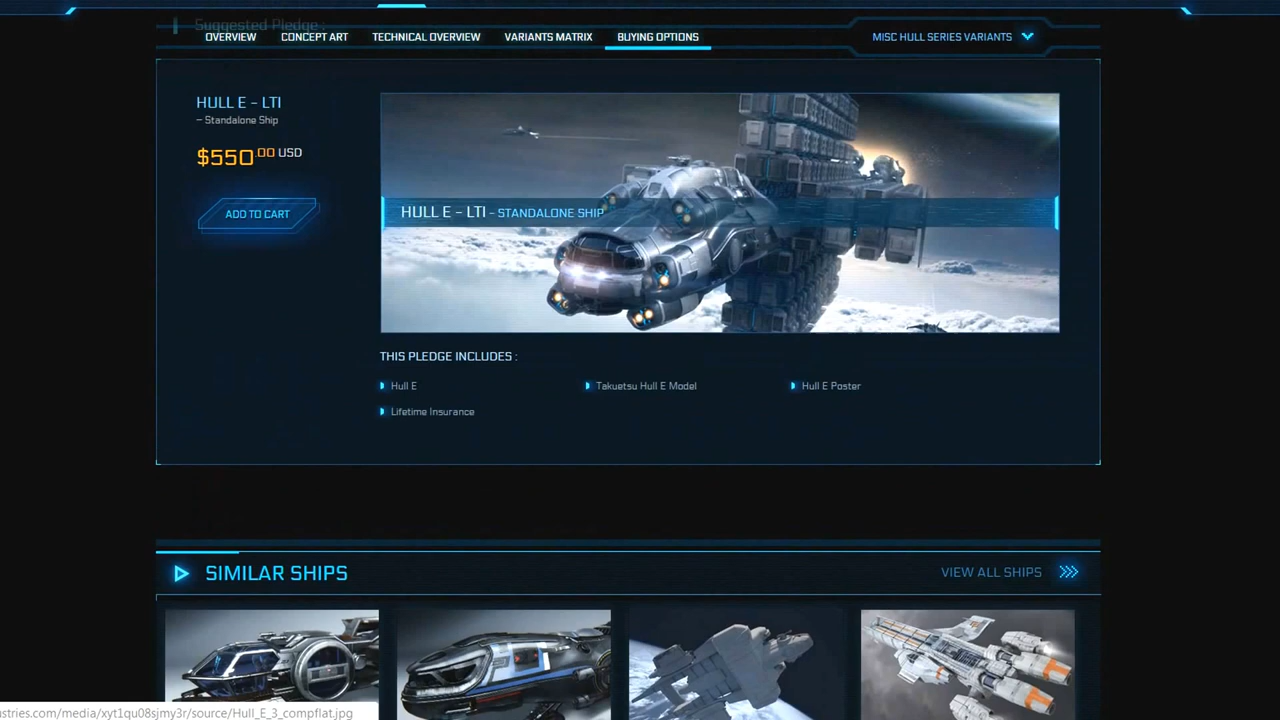 Suggested Pledge :
OVERVIEW CONCEPT ART TECHNICAL OVERVIEW VARIANTS MATRIX BUYING OPTIONS MISC HULL SERIES VARIANTS
HULL E - LTI
- Standalone Ship
$550.00 USD
ADD TO CART
HULL E - LTI - STANDALONE SHIP
THIS PLEDGE INCLUDES :
Hull E Takuetsu Hull E Model Hull E Poster
Lifetime Insurance
SIMILAR SHIPS VIEW ALL SHIPS
stries.com/media/xyt1qu08sjmy3r/source/Hull_E_3_compflat.jpg